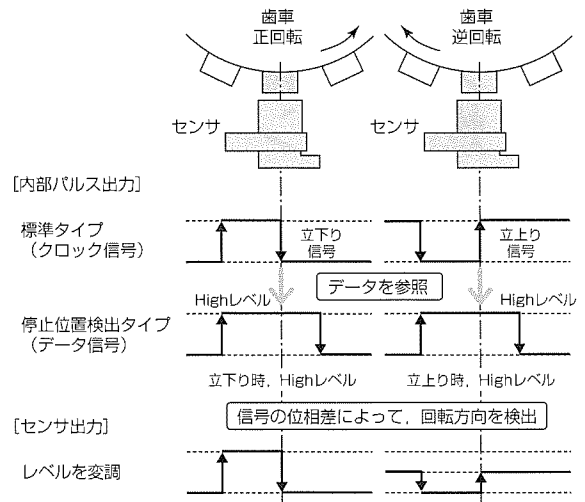 歯車
正回転
歯車
逆回転
センサ
センサ
[内部パルス出力]
標準タイプ
（クロック信号）
立下り
信号
立上り
信号
データを参照
Highレベル
Highレベル
停止位置検出タイプ
（データ信号）
立下り時，Highレベル
立上り時，Highレベル
信号の位相差によって，回転方向を検出
[センサ出力]
レベルを変調